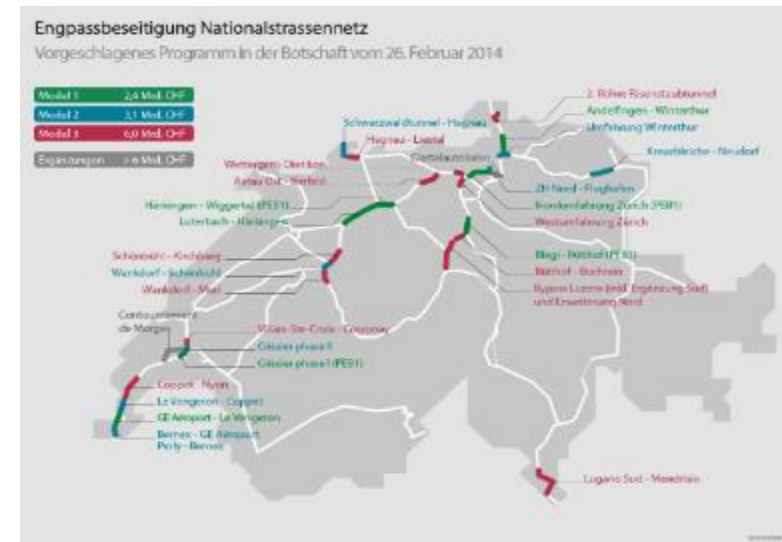 Engpassbeseitigung Nationalstrassennetz
Vorgeschlagenes Programm in der Botschaft vom 26. Februar 2014
Modul 1 2,4 Mrd. CHF
Modul 2 3,1 Mrd. CHF
Modul 3 6,0 Mrd. CHF
Ergänzungen > 6 Mrd. CHF
2. Röhre Fäsenstaubtunnel
Andelfingen - Winterthur
Umfahrung Winterthur
Kreuzbleiche - Neudorf
Schwarzwaldtunnel - Hagnau
Hagnau - Liestal
Glattalautobahn
Wettingen - Dietikon
Aarau Ost - Birrfeld
ZH Nord - Flughafen
Härkingen - Wiggertal (PEB1)
Nordumfahrung Zürich (PEB1)
Luterbach - Härkingen
Westumfahrung Zürich
Schönbühl - Kirchberg
Blegi - Rütihof (PEB1)
Wankdorf - Schönbühl
Rütihof - Buchrain
Wankdorf - Muri
Bypass Luzern (inkl. Ergänzung Süd)
und Erweiterung Nord
Contournement
de Morges
Villars-Ste-Croix - Cossonay
Crissier phase II
Crissier phase I (PEB1)
Coppet - Nyon
Le Vengeron - Coppet
GE Aéroport - Le Vengeron
Bernex - GE Aéroport
Perly - Bernex
Lugano Sud - Mendrisio